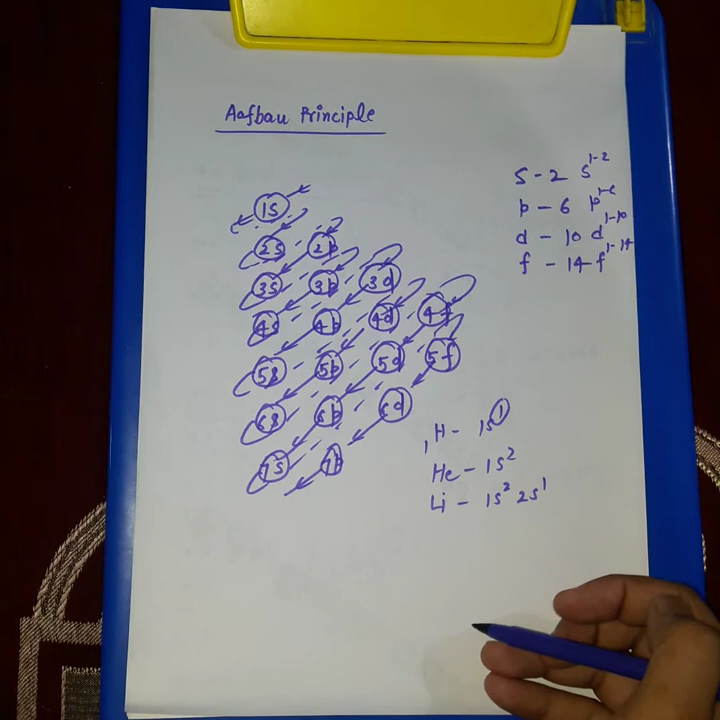 Aafbau Principle
1s
2s 2p
3s 3p 3d
4s 4p 4d 4f
5s 5p 5d 5f
6s 6p 6d
7s 7p
s - 2 s¹⁻²
p - 6 p¹⁻⁶
d - 10 d¹⁻¹⁰
f - 14 f¹⁻¹⁴
₁H - 1s¹
He - 1s²
Li - 1s² 2s¹